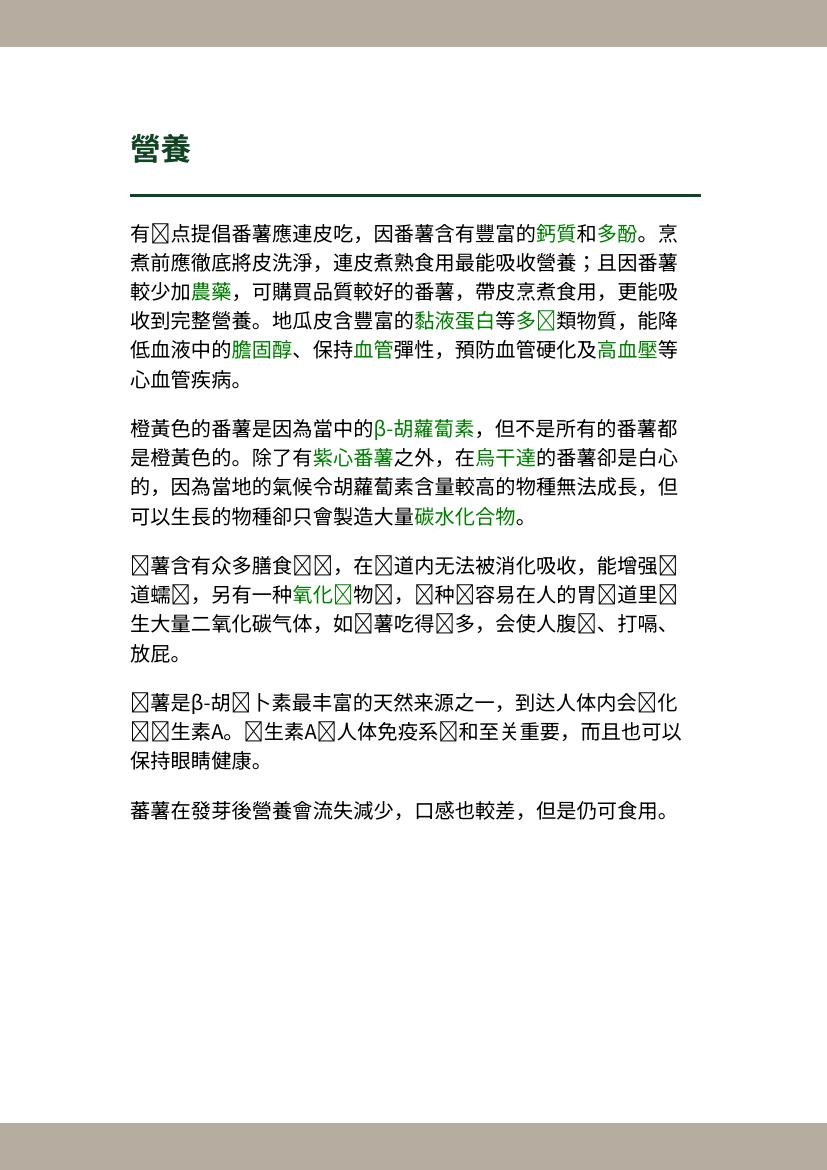 營養
有点提倡番薯應連皮吃，因番薯含有豐富的鈣質和多酚。烹
煮前應徹底將皮洗淨，連皮煮熟食用最能吸收營養；且因番薯
較少加農藥，可購買品質較好的番薯，帶皮烹煮食用，更能吸
收到完整營養。地瓜皮含豐富的黏液蛋白等多類物質，能降
低血液中的膽固醇、保持血管彈性，預防血管硬化及高血壓等
心血管疾病。
橙黃色的番薯是因為當中的β-胡蘿蔔素，但不是所有的番薯都
是橙黃色的。除了有紫心番薯之外，在烏干達的番薯卻是白心
的，因為當地的氣候令胡蘿蔔素含量較高的物種無法成長，但
可以生長的物種卻只會製造大量碳水化合物。
薯含有众多膳食，在道内无法被消化吸收，能增强
道蠕，另有一种氧化物，种容易在人的胃道里
生大量二氧化碳气体，如薯吃得多，会使人腹、打嗝、
放屁。
薯是β-胡卜素最丰富的天然来源之一，到达人体内会化
生素A。生素A人体免疫系和至关重要，而且也可以
保持眼睛健康。
蕃薯在發芽後營養會流失減少，口感也較差，但是仍可食用。